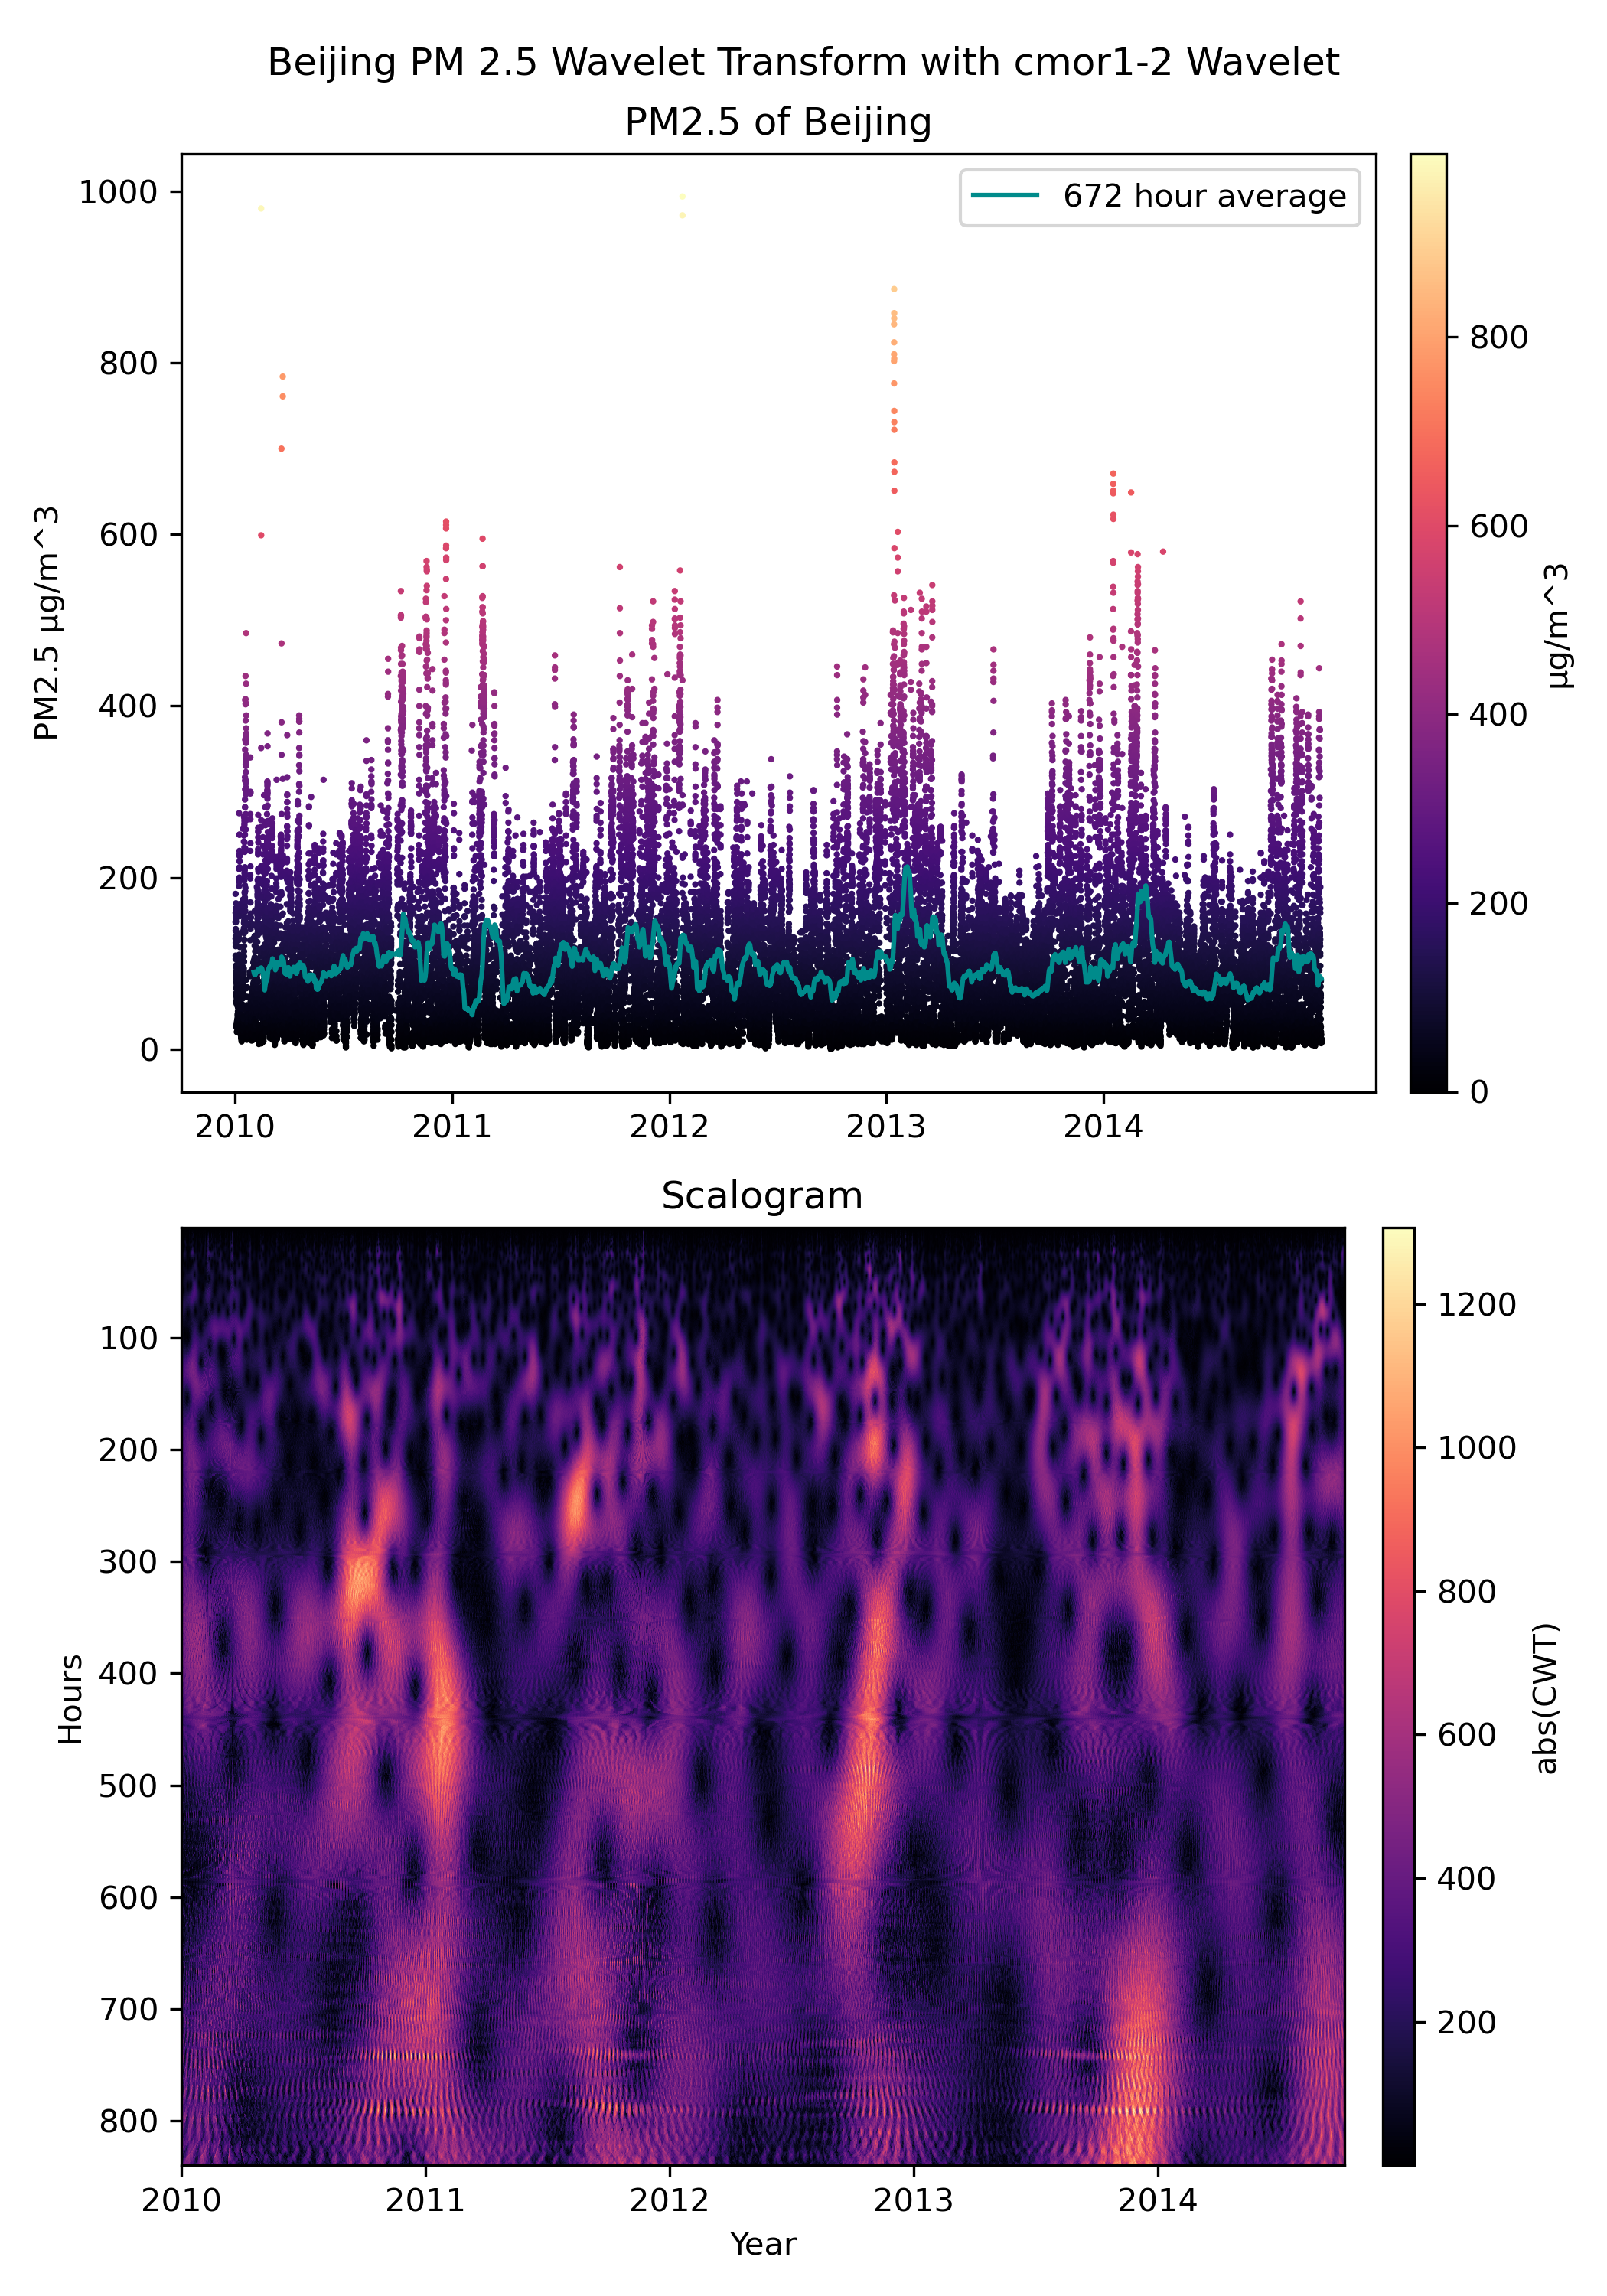 Beijing PM 2.5 Wavelet Transform with cmor1-2 Wavelet
PM2.5 of Beijing
672 hour average
PM2.5 µg/m^3
1000
800
600
400
200
0
2010 2011 2012 2013 2014
800
600
400
200
0
µg/m^3
Scalogram
Hours
100
200
300
400
500
600
700
800
2010 2011 2012 2013 2014
Year
1200
1000
800
600
400
200
abs(CWT)